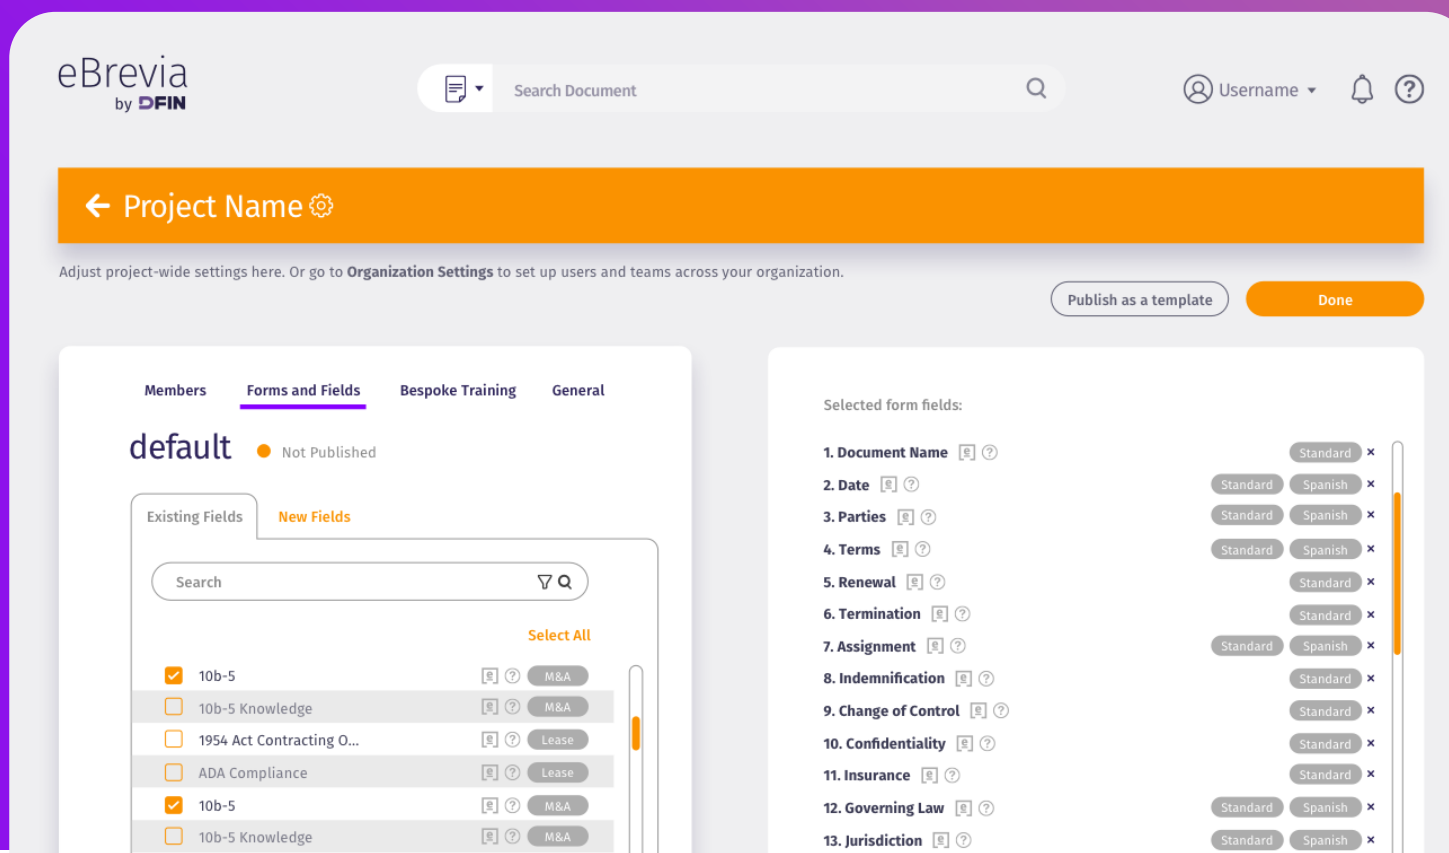 eBrevia
by DFIN
Search Document
Username
?
Project Name
Adjust project-wide settings here. Or go to Organization Settings to set up users and teams across your organization.
Publish as a template
Done
Members Forms and Fields Bespoke Training General
default Not Published
Existing Fields New Fields
Search
Select All
10b-5 e ? M&A
10b-5 Knowledge e ? M&A
1954 Act Contracting O... e ? Lease
ADA Compliance e ? Lease
10b-5 e ? M&A
10b-5 Knowledge e ? M&A
Selected form fields:
1. Document Name e ? Standard ×
2. Date e ? Standard Spanish ×
3. Parties e ? Standard Spanish ×
4. Terms e ? Standard Spanish ×
5. Renewal e ? Standard ×
6. Termination e ? Standard ×
7. Assignment e ? Standard Spanish ×
8. Indemnification e ? Standard ×
9. Change of Control e ? Standard ×
10. Confidentiality e ? Standard ×
11. Insurance e ? Standard ×
12. Governing Law e ? Standard Spanish ×
13. Jurisdiction e ? Standard Spanish ×